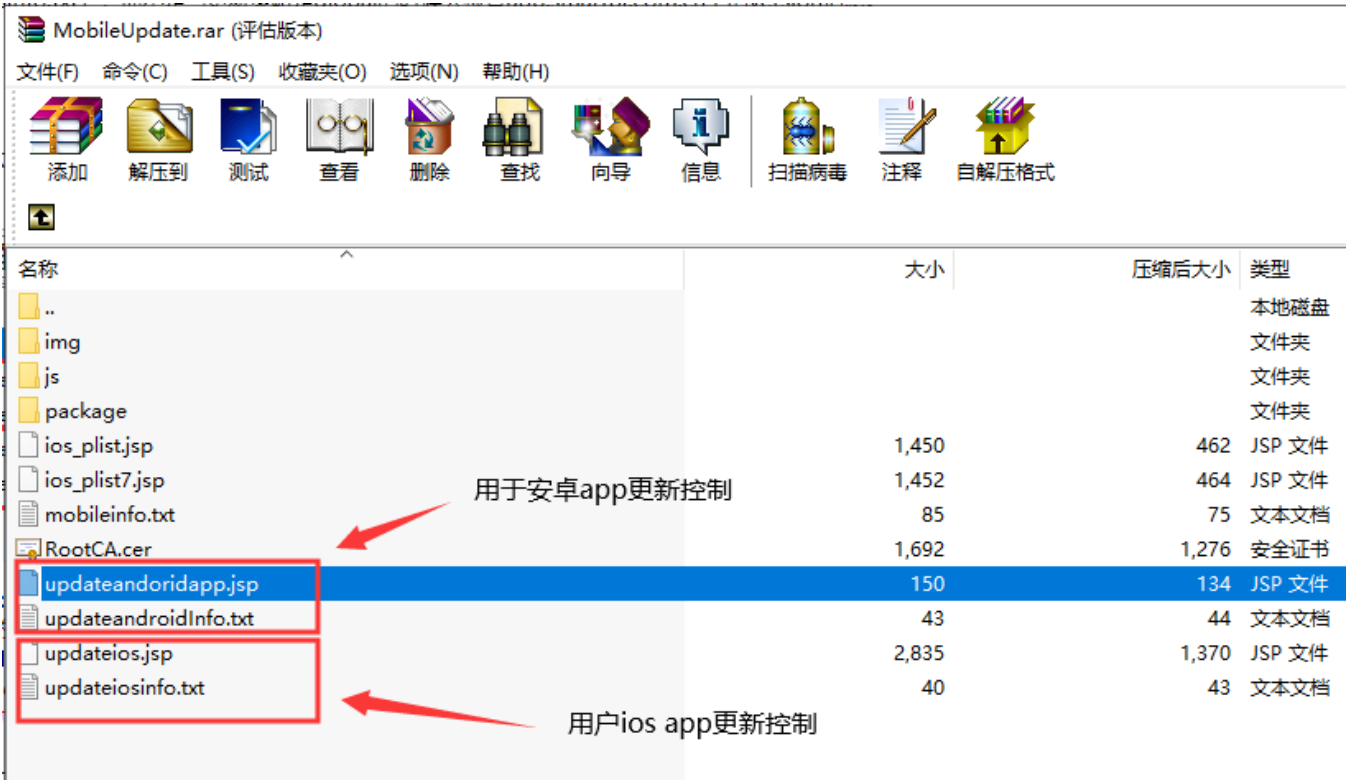 MobileUpdate.rar (评估版本)
文件(F) 命令(C) 工具(S) 收藏夹(O) 选项(N) 帮助(H)
添加 解压到 测试 查看 删除 查找 向导 信息 扫描病毒 注释 自解压格式
名称 大小 压缩后大小 类型
.. 本地磁盘
img 文件夹
js 文件夹
package 文件夹
ios_plist.jsp 1,450 462 JSP 文件
ios_plist7.jsp 1,452 464 JSP 文件
用于安卓app更新控制
mobileinfo.txt 85 75 文本文档
RootCA.cer 1,692 1,276 安全证书
updateandoridapp.jsp 150 134 JSP 文件
updateandroidInfo.txt 43 44 文本文档
updateios.jsp 2,835 1,370 JSP 文件
updateiosinfo.txt 40 43 文本文档
用户ios app更新控制